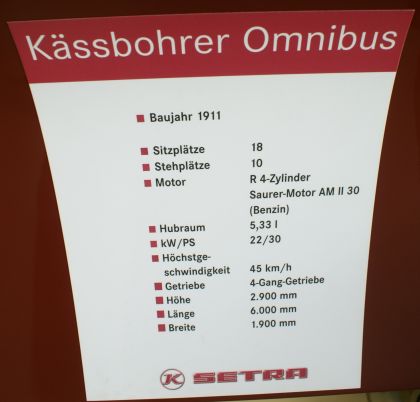 Kässbohrer Omnibus
Baujahr 1911
Sitzplätze 18
Stehplätze 10
Motor R 4-Zylinder
Saurer-Motor AM II 30
(Benzin)
Hubraum 5,33 l
kW/PS 22/30
Höchstge-
schwindigkeit 45 km/h
Getriebe 4-Gang-Getriebe
Höhe 2.900 mm
Länge 6.000 mm
Breite 1.900 mm
K SETRA